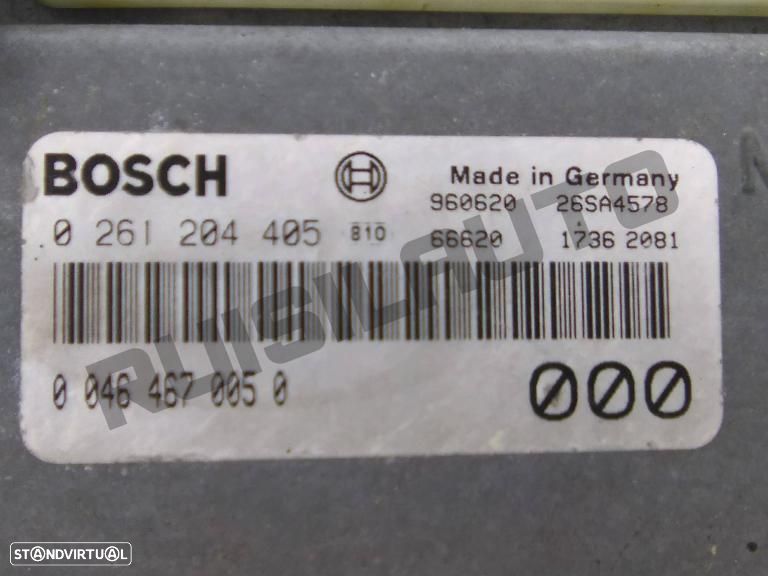 BOSCH
Made in Germany
960620 26SA4578
0 261 204 405 810 66620 1736 2081
0 046 467 005 0
000
RUISILAUTO
STANDVIRTUAL